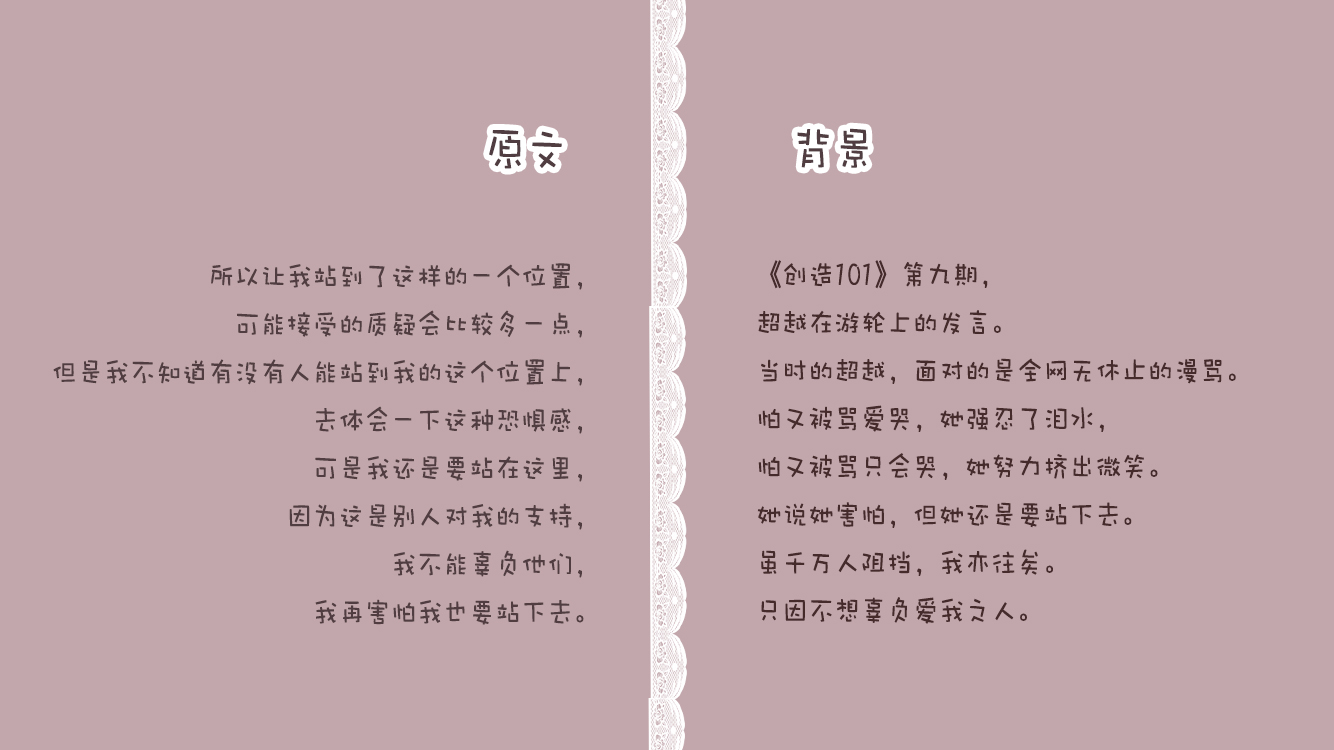 原文
所以让我站到了这样的一个位置，
可能接受的质疑会比较多一点，
但是我不知道有没有人能站到我的这个位置上，
去体会一下这种恐惧感，
可是我还是要站在这里，
因为这是别人对我的支持，
我不能辜负他们，
我再害怕我也要站下去。
背景
《创造101》第九期，
超越在游轮上的发言。
当时的超越，面对的是全网无休止的漫骂。
怕又被骂爱哭，她强忍了泪水，
怕又被骂只会哭，她努力挤出微笑。
她说她害怕，但她还是要站下去。
虽千万人阻挡，我亦往矣。
只因不想辜负爱我之人。